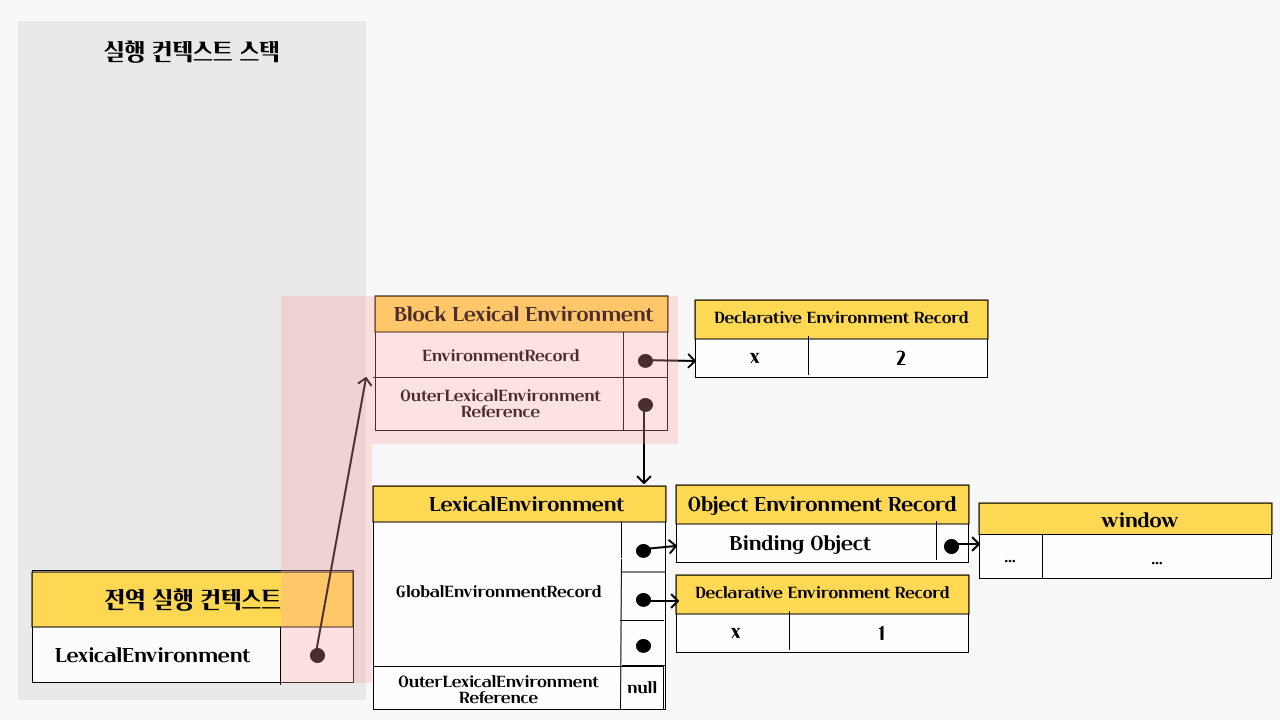 실행 컨텍스트 스택
Block Lexical Environment
EnvironmentRecord
OuterLexicalEnvironment
Reference
Declarative Environment Record
x 2
LexicalEnvironment
GlobalEnvironmentRecord
OuterLexicalEnvironment
Reference
null
Object Environment Record
Binding Object
window
... ...
Declarative Environment Record
x 1
전역 실행 컨텍스트
LexicalEnvironment